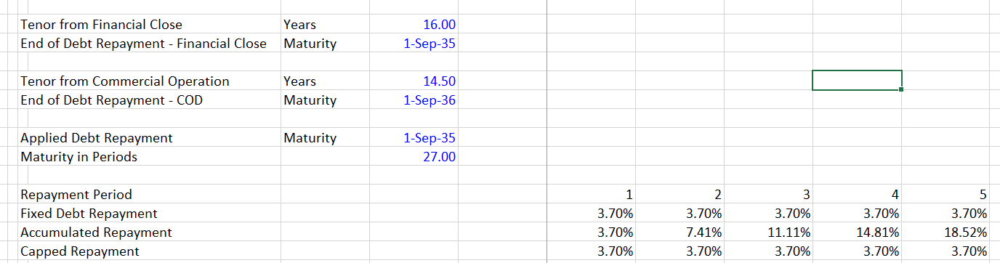 Tenor from Financial Close Years 16.00
End of Debt Repayment - Financial Close Maturity 1-Sep-35
Tenor from Commercial Operation Years 14.50
End of Debt Repayment - COD Maturity 1-Sep-36
Applied Debt Repayment Maturity 1-Sep-35
Maturity in Periods 27.00
Repayment Period 1 2 3 4 5
Fixed Debt Repayment 3.70% 3.70% 3.70% 3.70% 3.70%
Accumulated Repayment 3.70% 7.41% 11.11% 14.81% 18.52%
Capped Repayment 3.70% 3.70% 3.70% 3.70% 3.70%